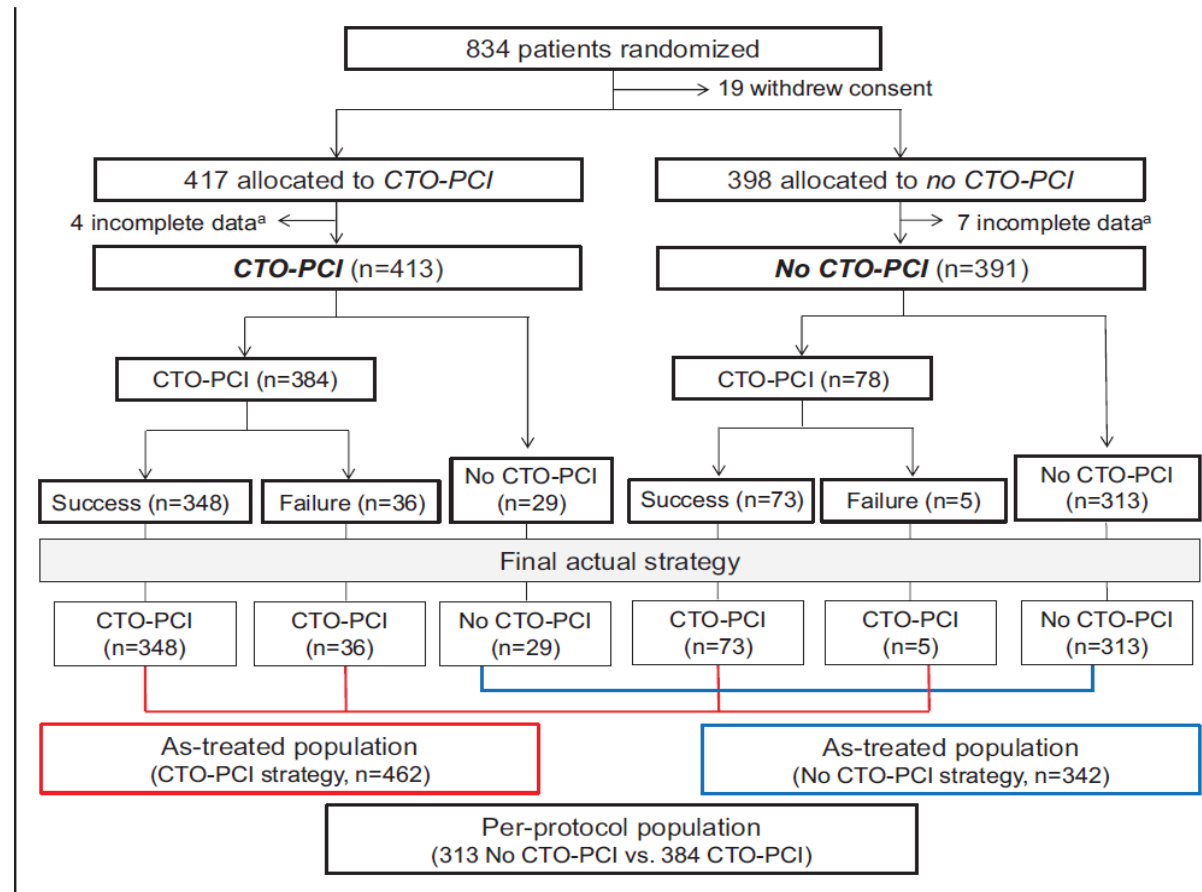 834 patients randomized
19 withdrew consent
417 allocated to CTO-PCI
398 allocated to no CTO-PCI
4 incomplete dataᵃ
7 incomplete dataᵃ
CTO-PCI (n=413)
No CTO-PCI (n=391)
CTO-PCI (n=384)
CTO-PCI (n=78)
Success (n=348)
Failure (n=36)
No CTO-PCI
(n=29)
Success (n=73)
Failure (n=5)
No CTO-PCI
(n=313)
Final actual strategy
CTO-PCI
(n=348)
CTO-PCI
(n=36)
No CTO-PCI
(n=29)
CTO-PCI
(n=73)
CTO-PCI
(n=5)
No CTO-PCI
(n=313)
As-treated population
(CTO-PCI strategy, n=462)
As-treated population
(No CTO-PCI strategy, n=342)
Per-protocol population
(313 No CTO-PCI vs. 384 CTO-PCI)